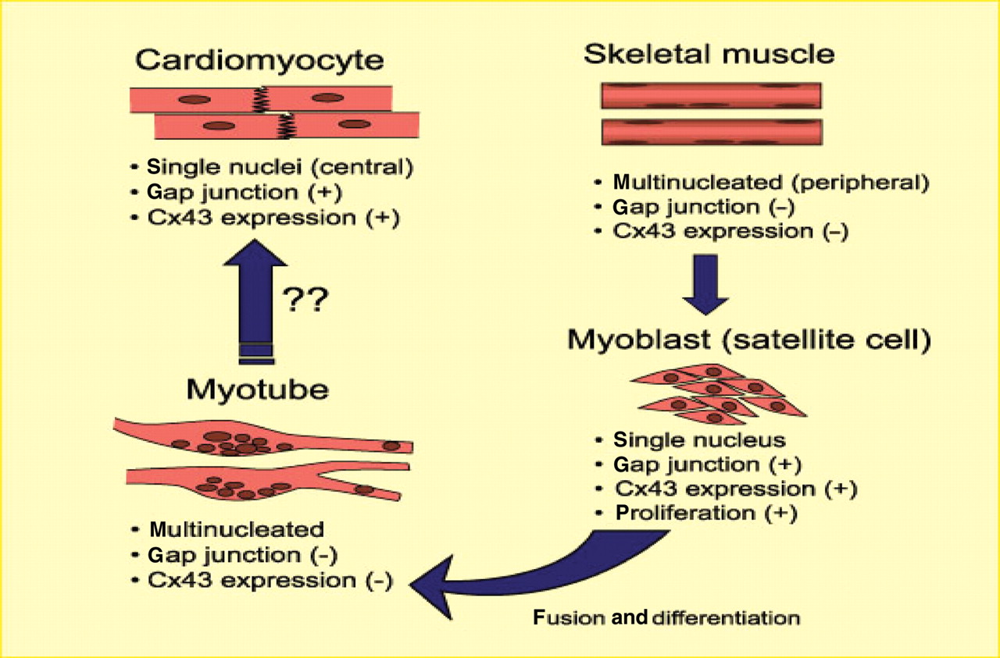 Cardiomyocyte
• Single nuclei (central)
• Gap junction (+)
• Cx43 expression (+)
??
Myotube
• Multinucleated
• Gap junction (-)
• Cx43 expression (-)
Skeletal muscle
• Multinucleated (peripheral)
• Gap junction (–)
• Cx43 expression (–)
Myoblast (satellite cell)
• Single nucleus
• Gap junction (+)
• Cx43 expression (+)
• Proliferation (+)
Fusion and differentiation